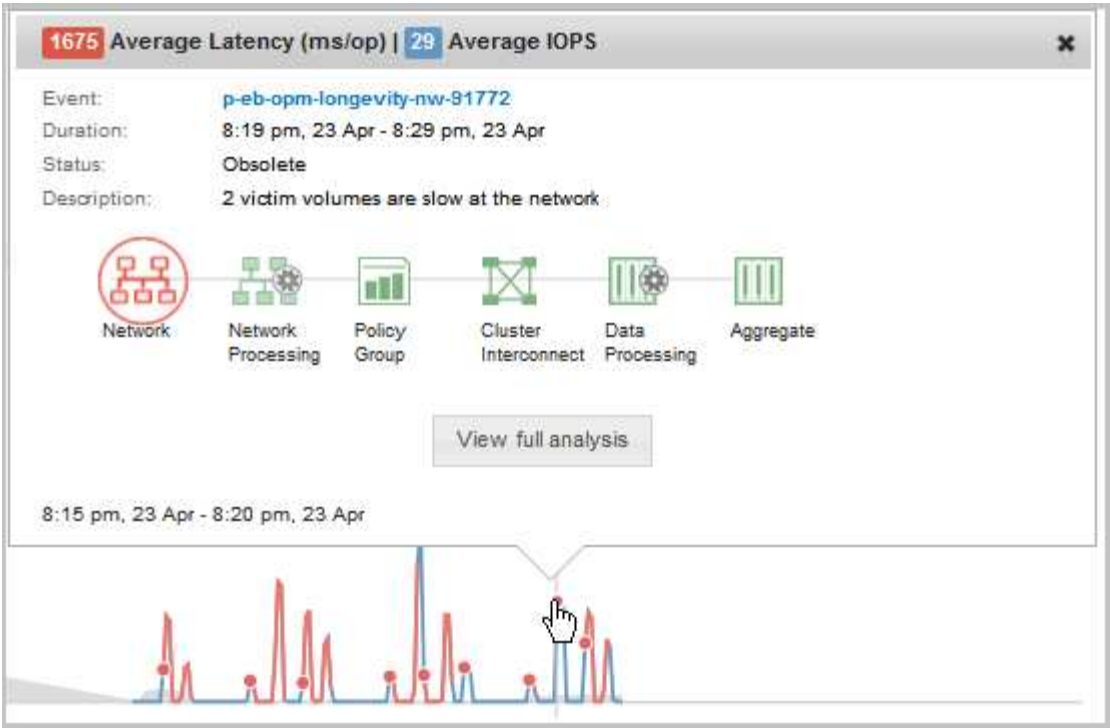 1675 Average Latency (ms/op) | 29 Average IOPS
Event: p-eb-opm-longevity-nw-91772
Duration: 8:19 pm, 23 Apr - 8:29 pm, 23 Apr
Status: Obsolete
Description: 2 victim volumes are slow at the network
Network Network Policy Cluster Data Aggregate
Processing Group Interconnect Processing
View full analysis
8:15 pm, 23 Apr - 8:20 pm, 23 Apr